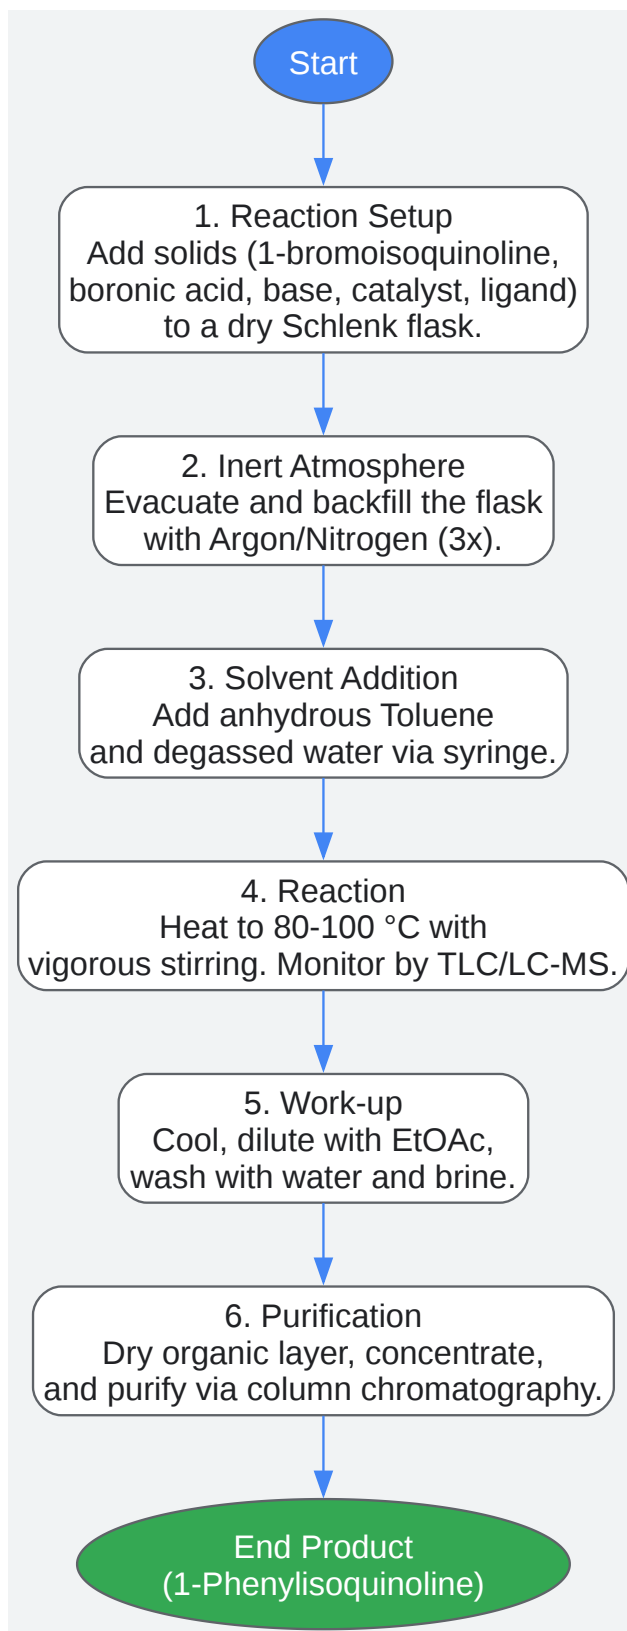 Start
1. Reaction Setup
Add solids (1-bromoisoquinoline,
boronic acid, base, catalyst, ligand)
to a dry Schlenk flask.
2. Inert Atmosphere
Evacuate and backfill the flask
with Argon/Nitrogen (3x).
3. Solvent Addition
Add anhydrous Toluene
and degassed water via syringe.
4. Reaction
Heat to 80-100 °C with
vigorous stirring. Monitor by TLC/LC-MS.
5. Work-up
Cool, dilute with EtOAc,
wash with water and brine.
6. Purification
Dry organic layer, concentrate,
and purify via column chromatography.
End Product
(1-Phenylisoquinoline)